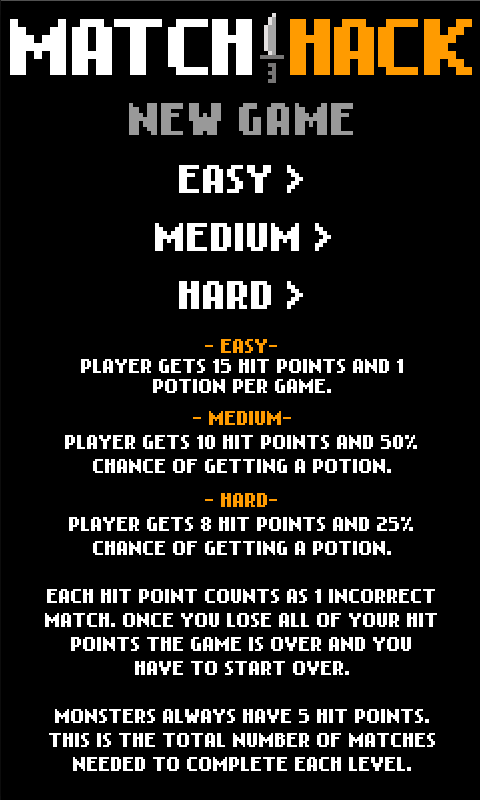 MATCH HACK
NEW GAME
EASY >
MEDIUM >
HARD >
- EASY-
PLAYER GETS 15 HIT POINTS AND 1
POTION PER GAME.
- MEDIUM-
PLAYER GETS 10 HIT POINTS AND 50%
CHANCE OF GETTING A POTION.
- HARD-
PLAYER GETS 8 HIT POINTS AND 25%
CHANCE OF GETTING A POTION.
EACH HIT POINT COUNTS AS 1 INCORRECT
MATCH. ONCE YOU LOSE ALL OF YOUR HIT
POINTS THE GAME IS OVER AND YOU
HAVE TO START OVER.
MONSTERS ALWAYS HAVE 5 HIT POINTS.
THIS IS THE TOTAL NUMBER OF MATCHES
NEEDED TO COMPLETE EACH LEVEL.